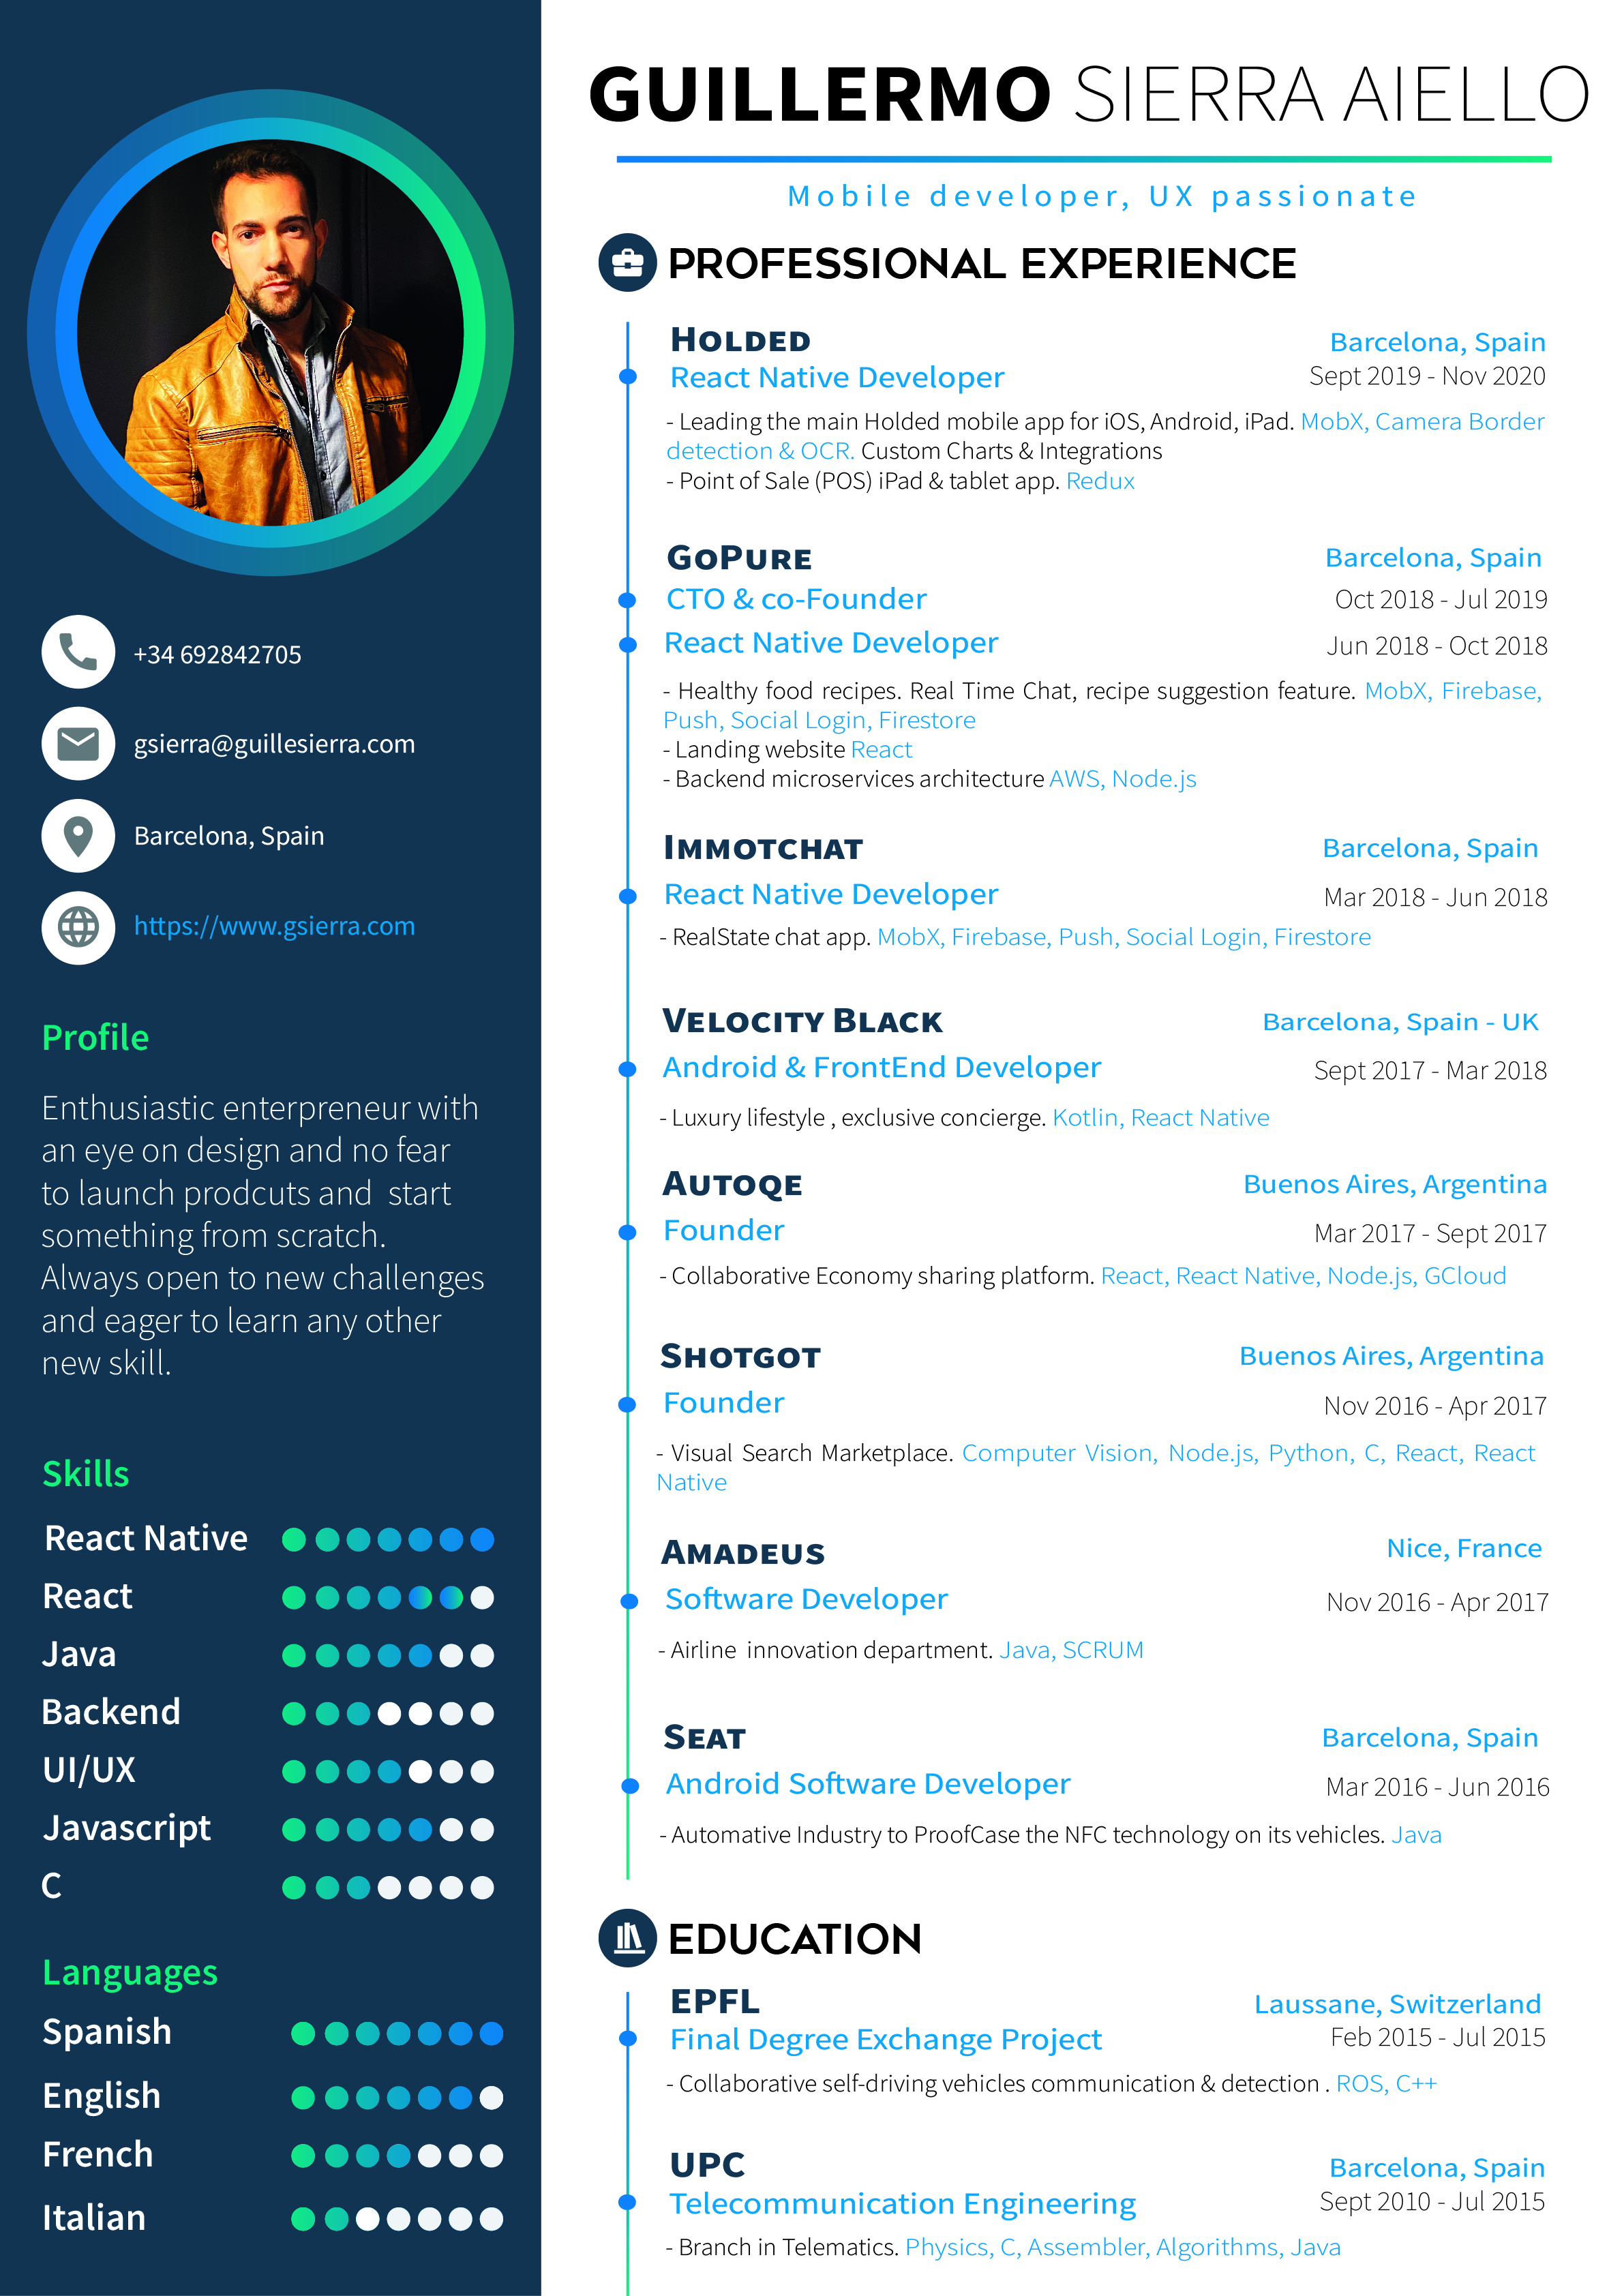 GUILLERMO SIERRA AIELLO
Mobile developer, UX passionate
+34 692842705
gsierra@guillesierra.com
Barcelona, Spain
https://www.gsierra.com
Profile
Enthusiastic enterpreneur with
an eye on design and no fear
to launch prodcuts and start
something from scratch.
Always open to new challenges
and eager to learn any other
new skill.
Skills
React Native
React
Java
Backend
UI/UX
Javascript
C
Languages
Spanish
English
French
Italian
PROFESSIONAL EXPERIENCE
HOLDED Barcelona, Spain
React Native Developer Sept 2019 - Nov 2020
- Leading the main Holded mobile app for iOS, Android, iPad. MobX, Camera Border
detection & OCR. Custom Charts & Integrations
- Point of Sale (POS) iPad & tablet app. Redux
GOPURE Barcelona, Spain
CTO & co-Founder Oct 2018 - Jul 2019
React Native Developer Jun 2018 - Oct 2018
- Healthy food recipes. Real Time Chat, recipe suggestion feature. MobX, Firebase,
Push, Social Login, Firestore
- Landing website React
- Backend microservices architecture AWS, Node.js
IMMOTCHAT Barcelona, Spain
React Native Developer Mar 2018 - Jun 2018
- RealState chat app. MobX, Firebase, Push, Social Login, Firestore
VELOCITY BLACK Barcelona, Spain - UK
Android & FrontEnd Developer Sept 2017 - Mar 2018
- Luxury lifestyle , exclusive concierge. Kotlin, React Native
AUTOQE Buenos Aires, Argentina
Founder Mar 2017 - Sept 2017
- Collaborative Economy sharing platform. React, React Native, Node.js, GCloud
SHOTGOT Buenos Aires, Argentina
Founder Nov 2016 - Apr 2017
- Visual Search Marketplace. Computer Vision, Node.js, Python, C, React, React
Native
AMADEUS Nice, France
Software Developer Nov 2016 - Apr 2017
- Airline innovation department. Java, SCRUM
SEAT Barcelona, Spain
Android Software Developer Mar 2016 - Jun 2016
- Automative Industry to ProofCase the NFC technology on its vehicles. Java
EDUCATION
EPFL Laussane, Switzerland
Final Degree Exchange Project Feb 2015 - Jul 2015
- Collaborative self-driving vehicles communication & detection . ROS, C++
UPC Barcelona, Spain
Telecommunication Engineering Sept 2010 - Jul 2015
- Branch in Telematics. Physics, C, Assembler, Algorithms, Java